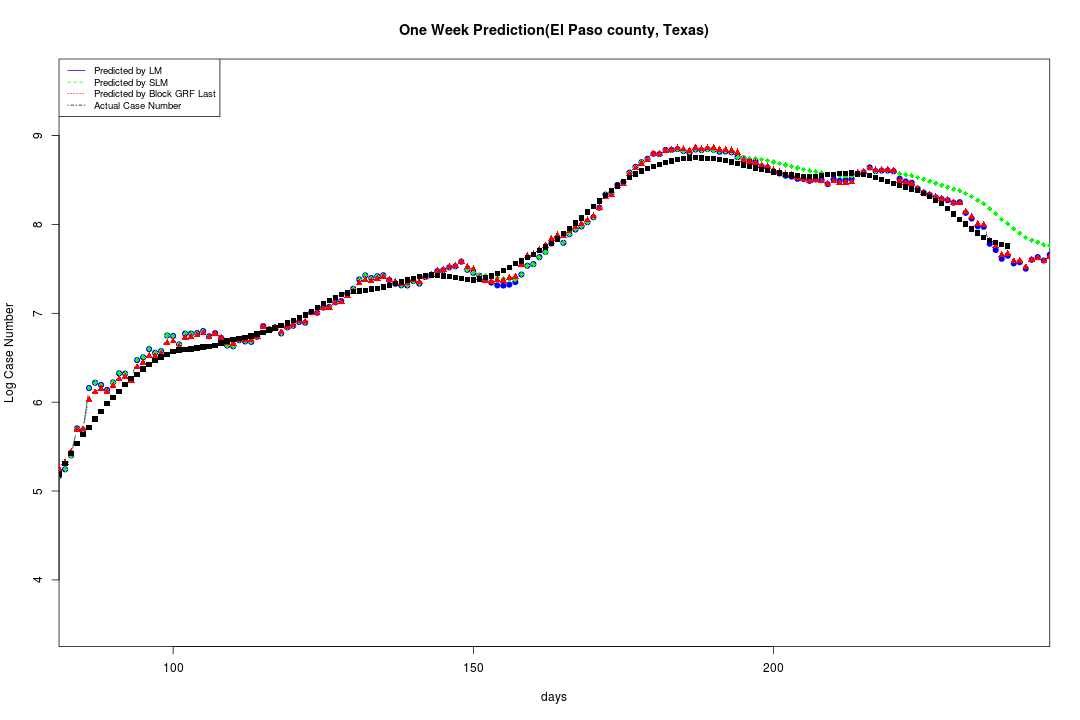 One Week Prediction(El Paso county, Texas)
Predicted by LM
Predicted by SLM
Predicted by Block GRF Last
Actual Case Number
9
8
7
6
5
4
Log Case Number
100
150
200
days